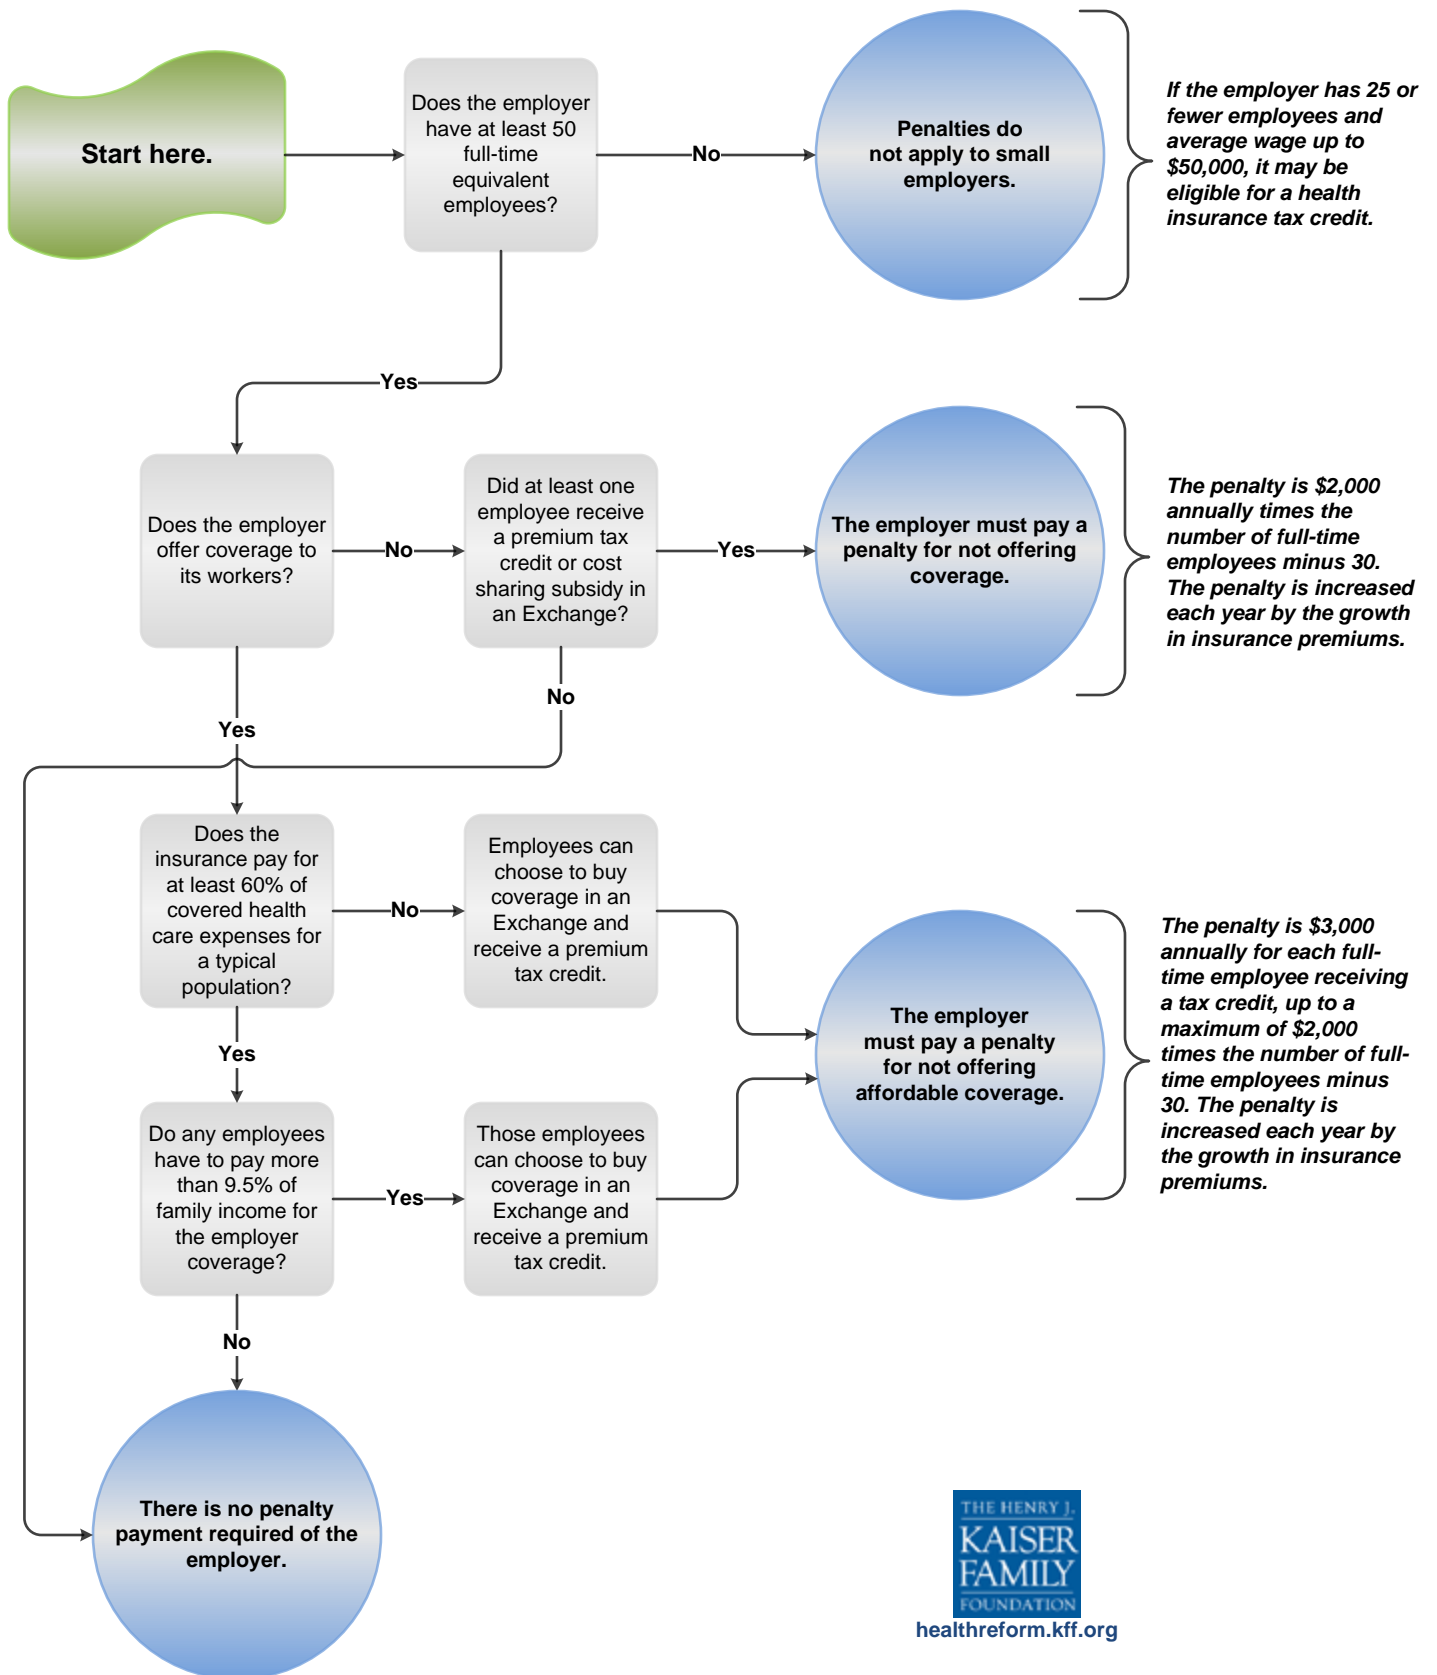 Start here.
Does the employer
have at least 50
full-time
equivalent
employees?
No
Penalties do
not apply to small
employers.
If the employer has 25 or
fewer employees and
average wage up to
$50,000, it may be
eligible for a health
insurance tax credit.
Yes
Does the employer
offer coverage to
its workers?
No
Did at least one
employee receive
a premium tax
credit or cost
sharing subsidy in
an Exchange?
Yes
The employer must pay a
penalty for not offering
coverage.
The penalty is $2,000
annually times the
number of full-time
employees minus 30.
The penalty is increased
each year by the growth
in insurance premiums.
No
Yes
Does the
insurance pay for
at least 60% of
covered health
care expenses for
a typical
population?
No
Employees can
choose to buy
coverage in an
Exchange and
receive a premium
tax credit.
The employer
must pay a penalty
for not offering
affordable coverage.
The penalty is $3,000
annually for each full-
time employee receiving
a tax credit, up to a
maximum of $2,000
times the number of full-
time employees minus
30. The penalty is
increased each year by
the growth in insurance
premiums.
Yes
Do any employees
have to pay more
than 9.5% of
family income for
the employer
coverage?
Yes
Those employees
can choose to buy
coverage in an
Exchange and
receive a premium
tax credit.
No
There is no penalty
payment required of the
employer.
THE HENRY J.
KAISER
FAMILY
FOUNDATION
healthreform.kff.org